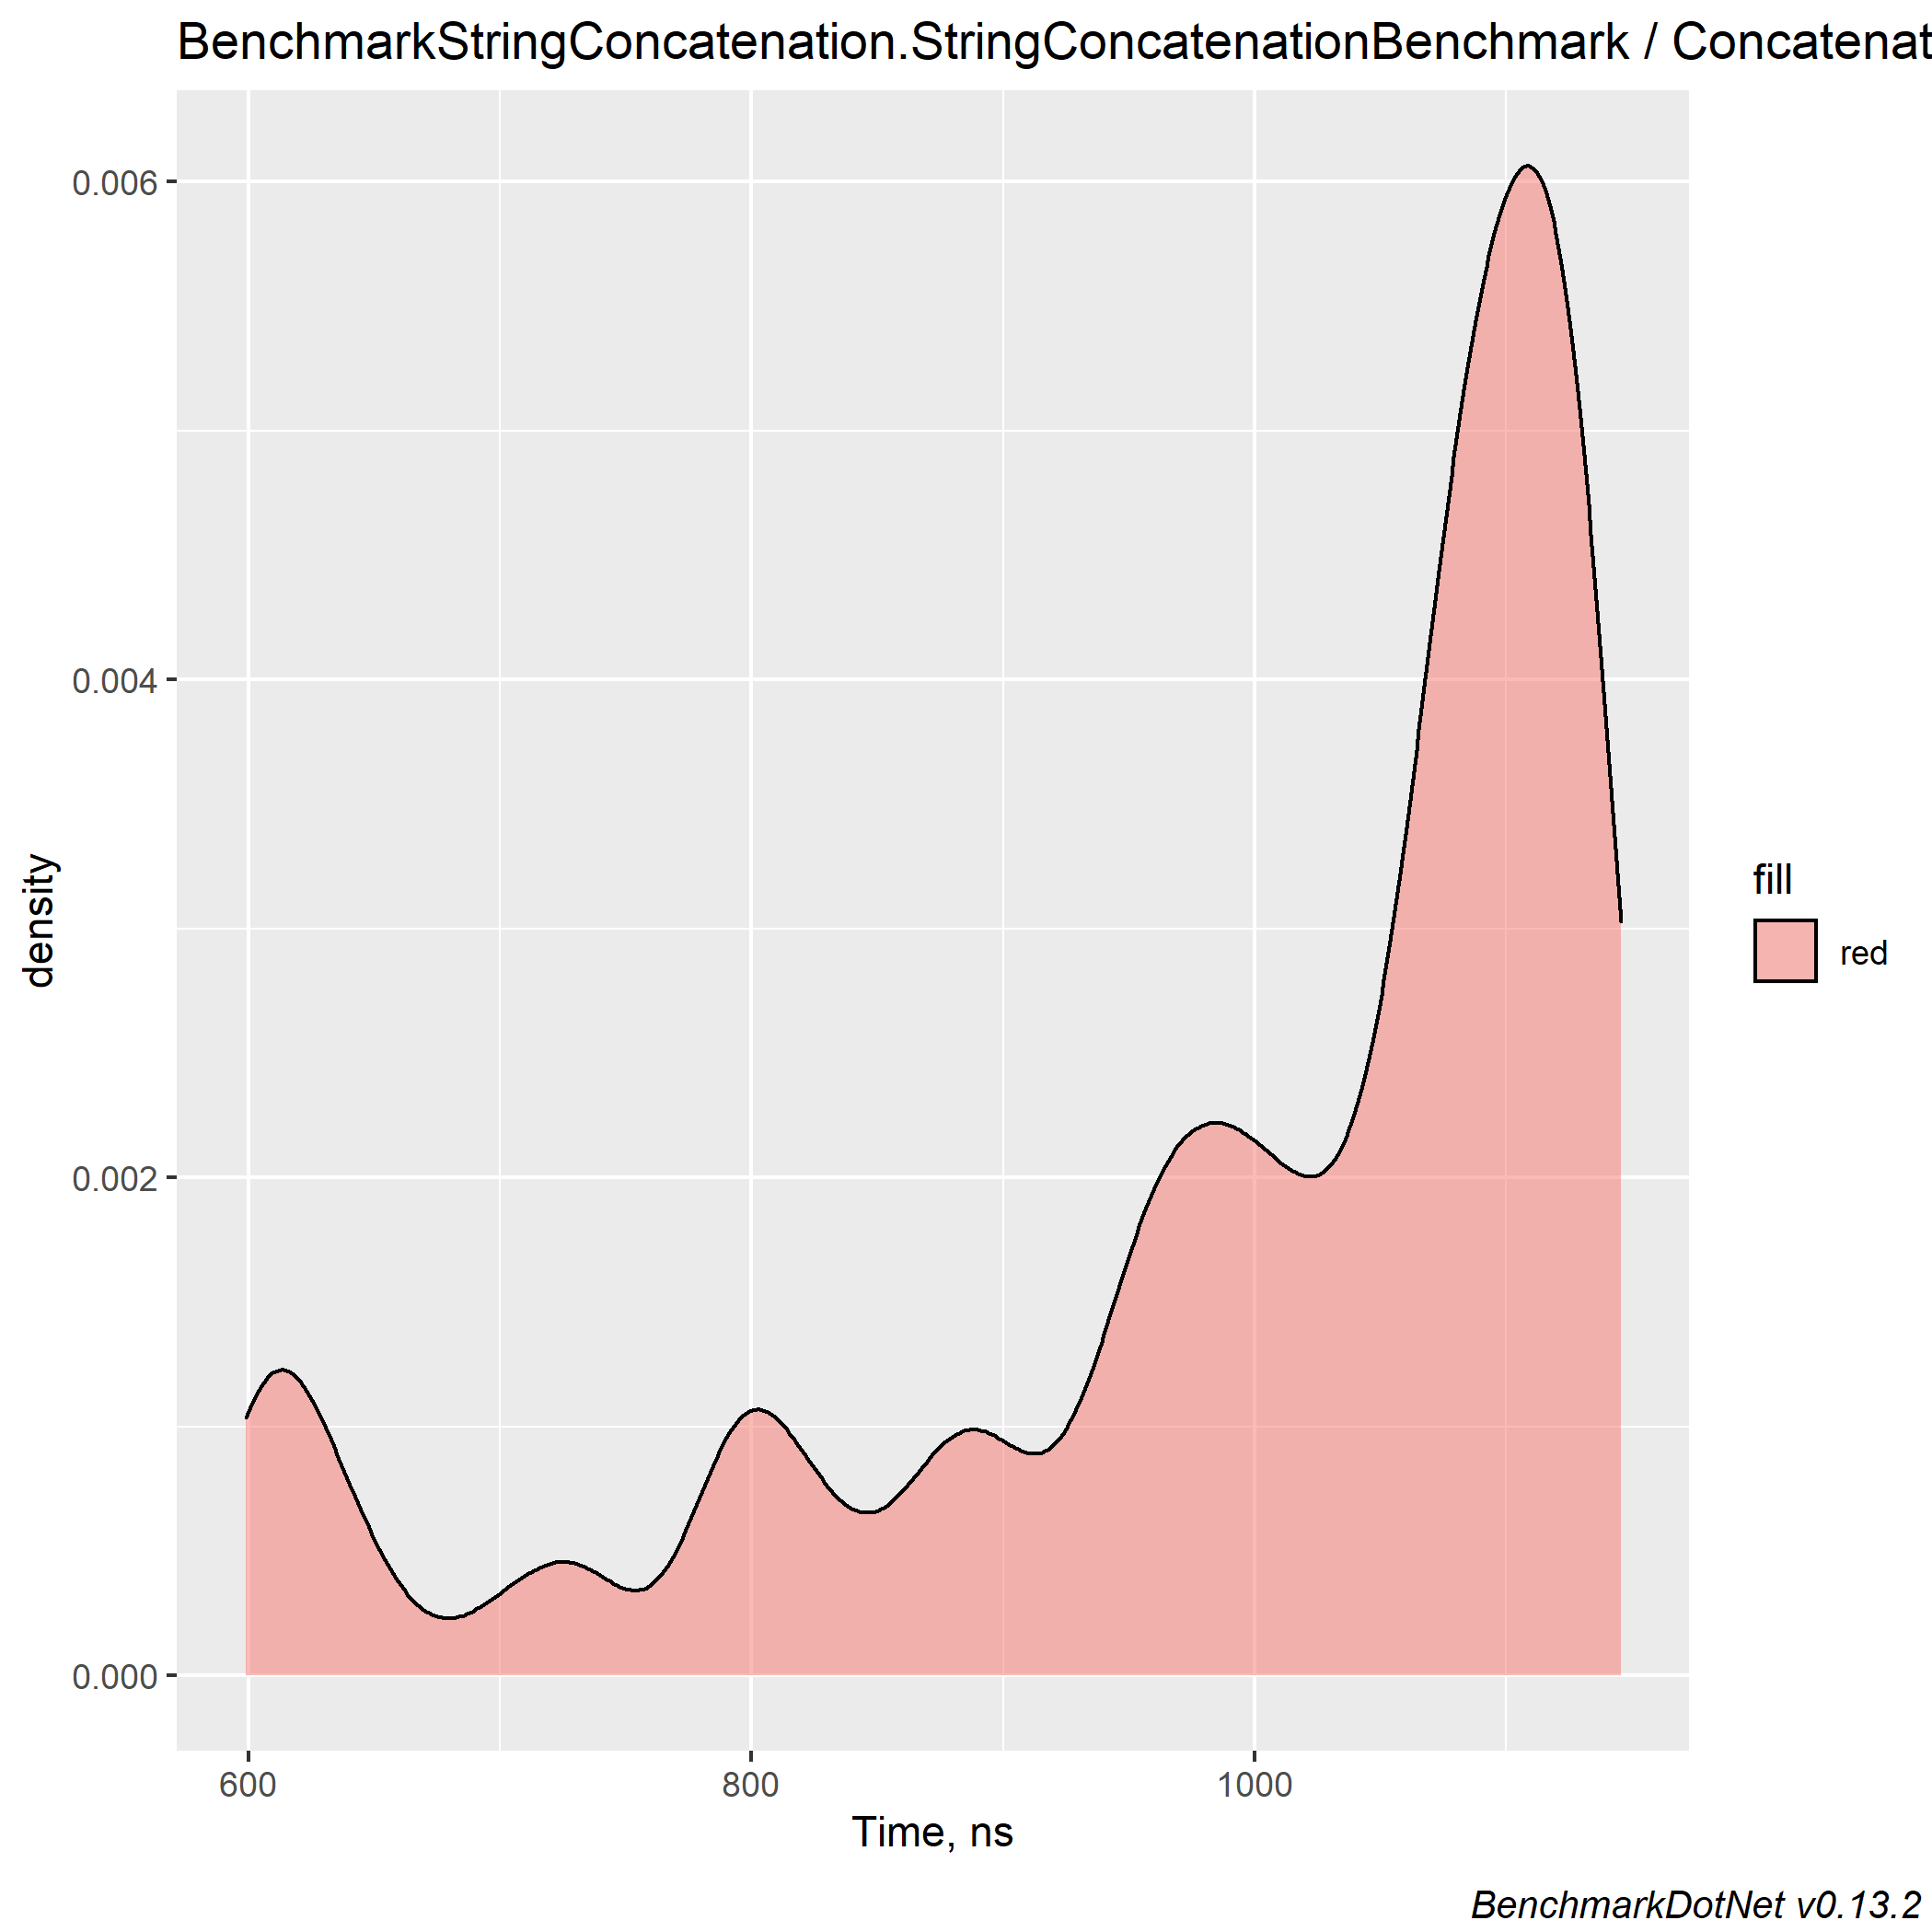 BenchmarkStringConcatenation.StringConcatenationBenchmark / Concatenat
0.006
0.004
0.002
0.000
density
600 800 1000
Time, ns
fill
red
BenchmarkDotNet v0.13.2